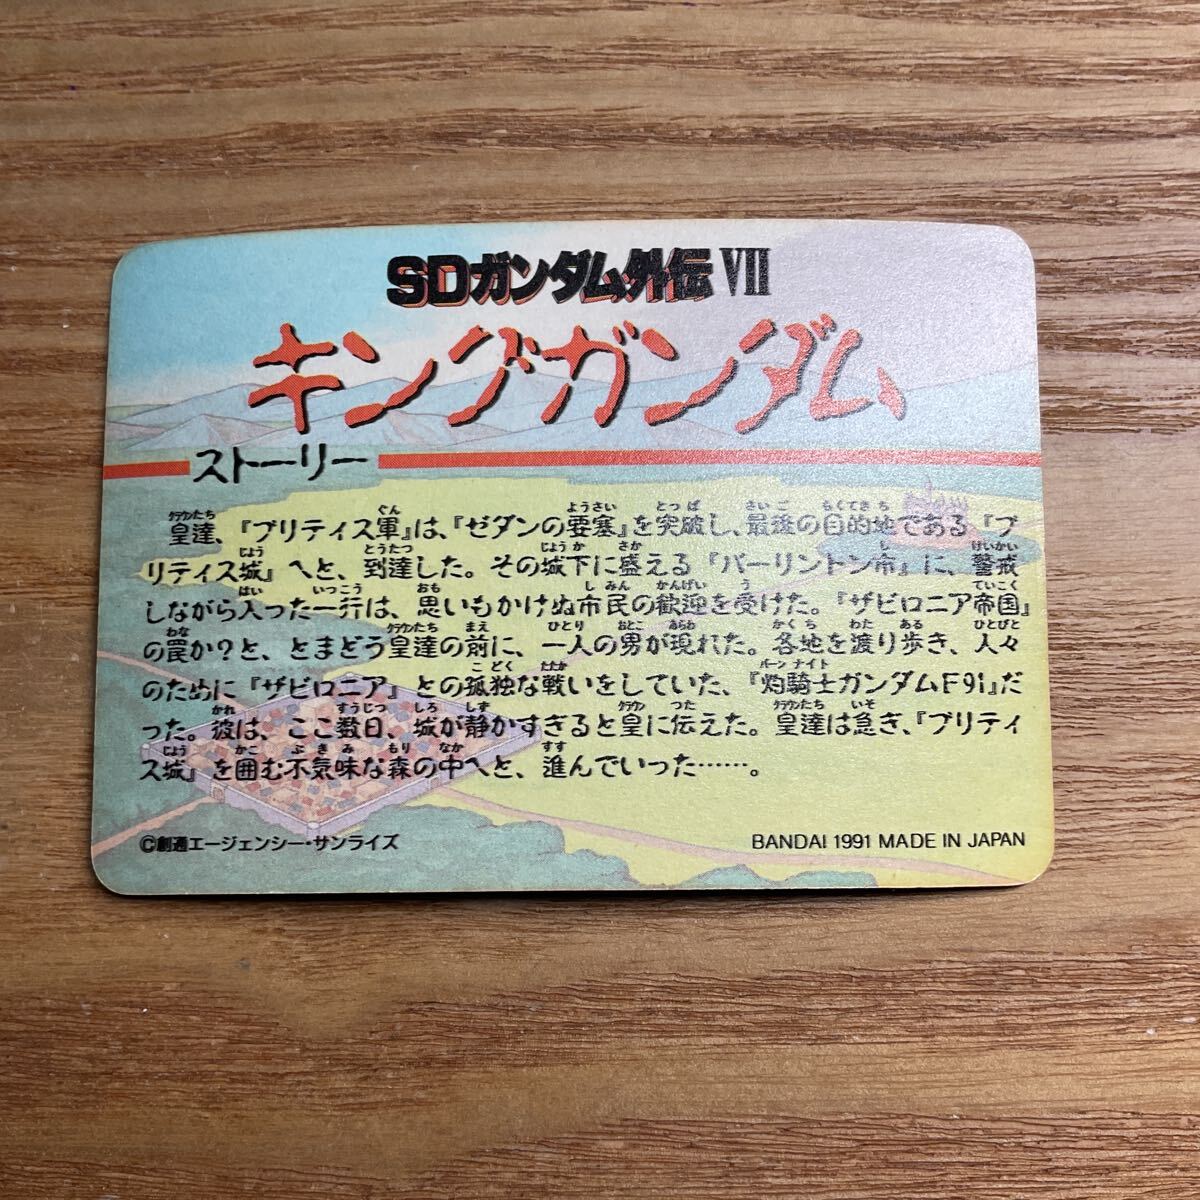 SDガンダム外伝 VII
キングガンダム
ストーリー
皇達、『ブリティス軍』は、『ゼダンの要塞』を突破し、最後の目的地である『ブ
リティス城』へと、到達した。その城下に盛える『バーリントン市』に、警戒
しながら入った一行は、思いもかけぬ市民の歓迎を受けた。『ザビロニア帝国』
の罠か?と、とまどう皇達の前に、一人の男が現れた。各地を渡り歩き、人々
のために『ザビロニア』との孤独な戦いをしていた、『灼騎士ガンダムF91』だ
った。彼は、ここ数日、城が静かすぎると皇に伝えた。皇達は急ぎ、『ブリティ
ス城』を囲む不気味な森の中へと、進んでいった……。
©創通エージェンシー・サンライズ
BANDAI 1991 MADE IN JAPAN